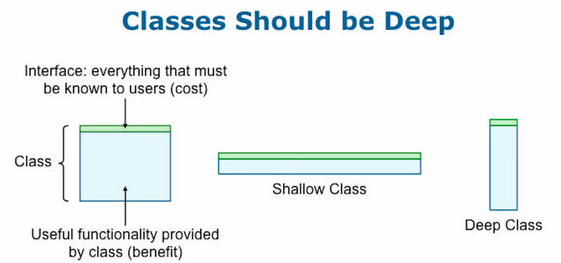 Classes Should be Deep
Interface: everything that must
be known to users (cost)
Class
Useful functionality provided
by class (benefit)
Shallow Class
Deep Class